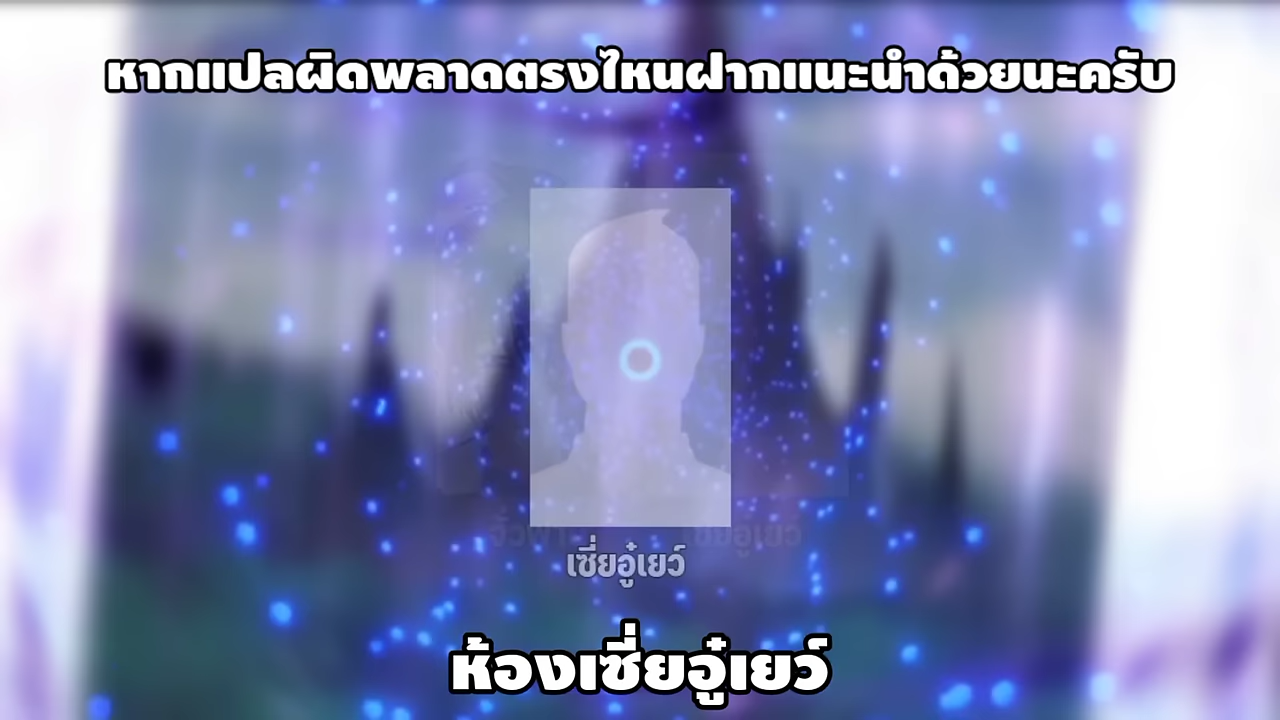 หากแปลผิดพลาดตรงไหนฝากแนะนำด้วยนะครับ
เซี่ยอู๋เยว์
ห้องเซี่ยอู๋เยว์